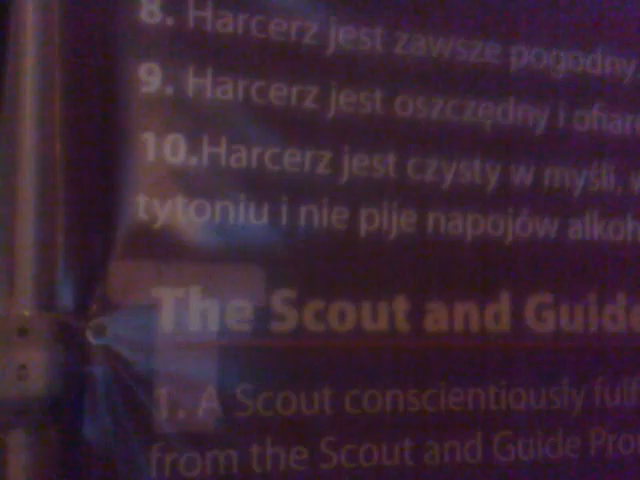 8. Harcerz jest zawsze pogodny.
9. Harcerz jest oszczędny i ofiar
10.Harcerz jest czysty w myśli, w
tytoniu i nie pije napojów alkoh
The Scout and Guide
1. A Scout conscientiously fulf
from the Scout and Guide Pro